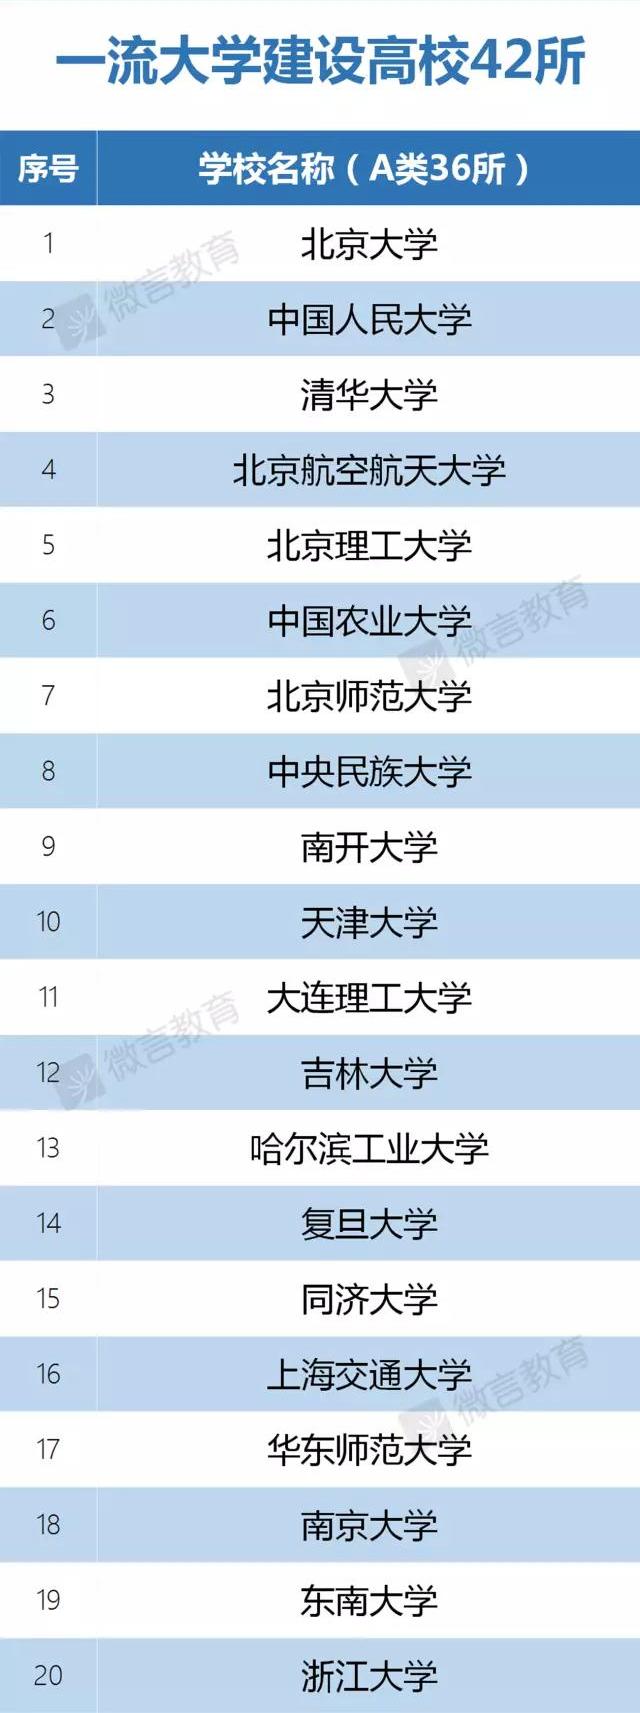 一流大学建设高校42所
序号 学校名称（A类36所）
1 北京大学
微言教育
2 中国人民大学
3 清华大学
4 北京航空航天大学
5 北京理工大学
6 中国农业大学
微言教育
7 北京师范大学
8 中央民族大学
9 南开大学
10 天津大学
11 大连理工大学
微言教育
12 吉林大学
13 哈尔滨工业大学
14 复旦大学
15 同济大学
16 上海交通大学
微言教育
17 华东师范大学
18 南京大学
19 东南大学
20 浙江大学